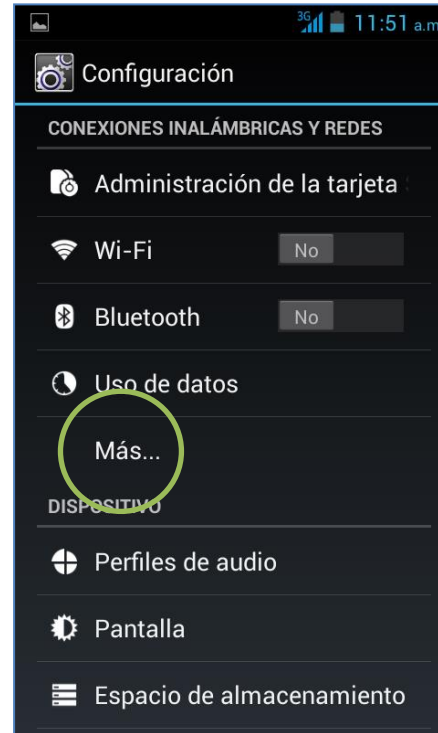 3G 11:51 a.m
Configuración
CONEXIONES INALÁMBRICAS Y REDES
Administración de la tarjeta
Wi-Fi No
Bluetooth No
Uso de datos
Más...
DISPOSITIVO
Perfiles de audio
Pantalla
Espacio de almacenamiento